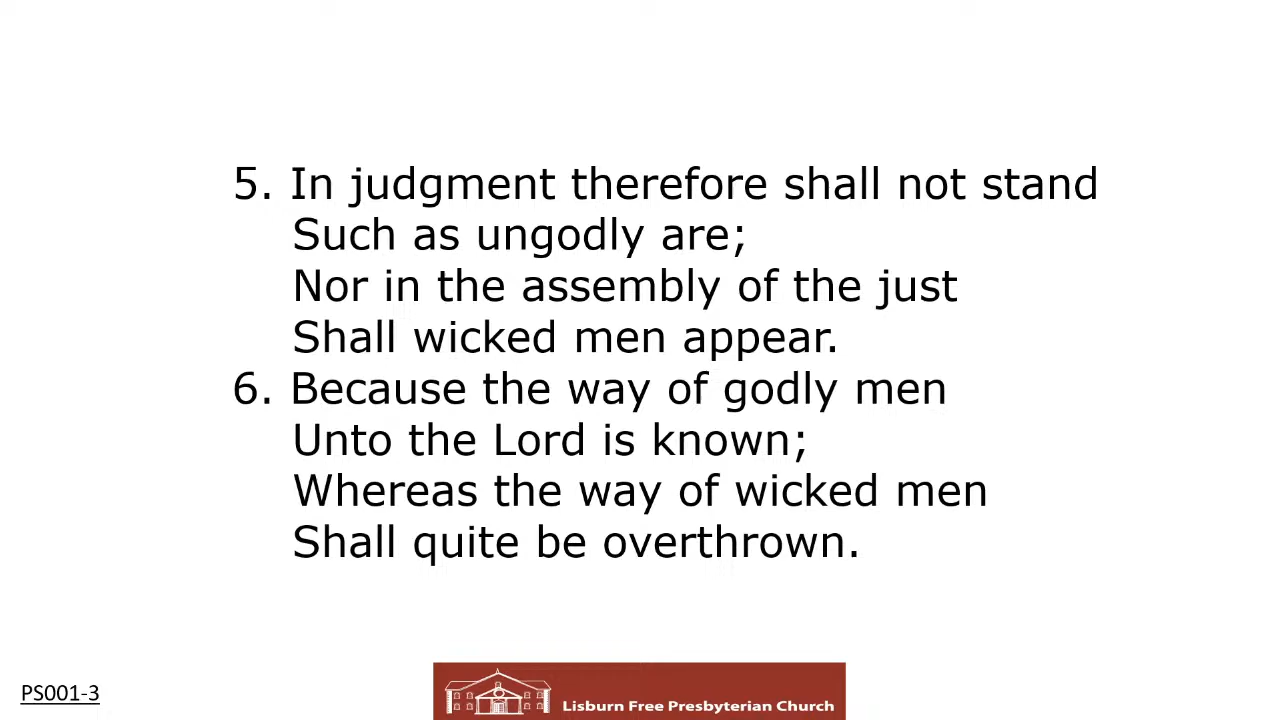 5. In judgment therefore shall not stand
Such as ungodly are;
Nor in the assembly of the just
Shall wicked men appear.
6. Because the way of godly men
Unto the Lord is known;
Whereas the way of wicked men
Shall quite be overthrown.
PS001-3
Lisburn Free Presbyterian Church